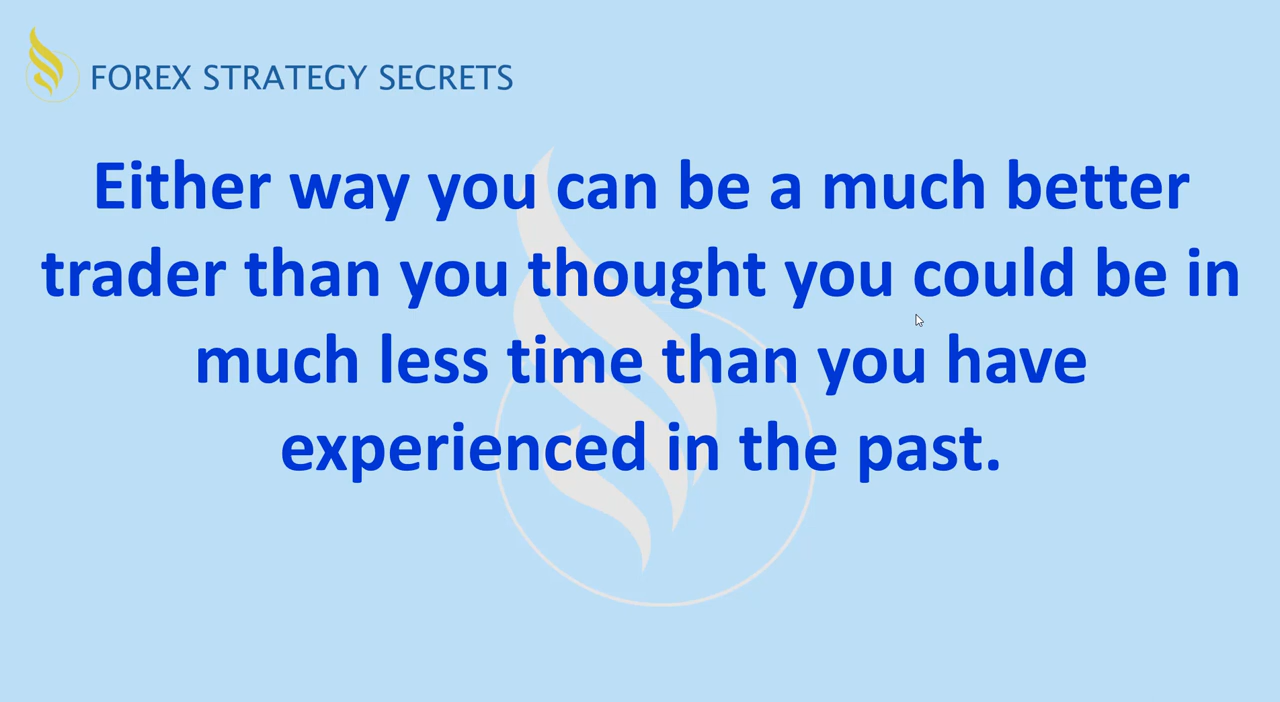 FOREX STRATEGY SECRETS
Either way you can be a much better
trader than you thought you could be in
much less time than you have
experienced in the past.